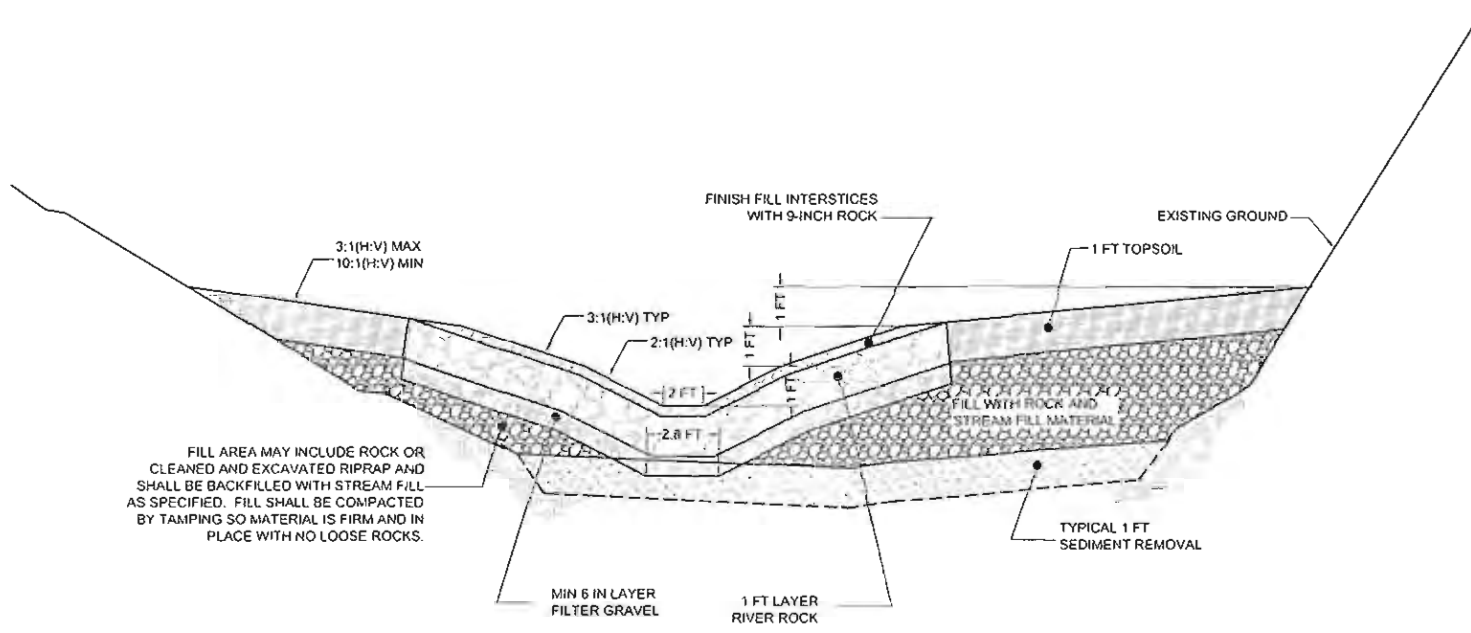 FINISH FILL INTERSTICES
WITH 9-INCH ROCK
EXISTING GROUND
3:1(H:V) MAX
10:1(H:V) MIN
1 FT TOPSOIL
1 FT
3:1(H:V) TYP
2:1(H:V) TYP
1 FT
1 FT
2 FT
FILL WITH ROCK AND
STREAM FILL MATERIAL
2.8 FT
FILL AREA MAY INCLUDE ROCK OR
CLEANED AND EXCAVATED RIPRAP AND
SHALL BE BACKFILLED WITH STREAM FILL
AS SPECIFIED. FILL SHALL BE COMPACTED
BY TAMPING SO MATERIAL IS FIRM AND IN
PLACE WITH NO LOOSE ROCKS.
TYPICAL 1 FT
SEDIMENT REMOVAL
MIN 6 IN LAYER
FILTER GRAVEL
1 FT LAYER
RIVER ROCK